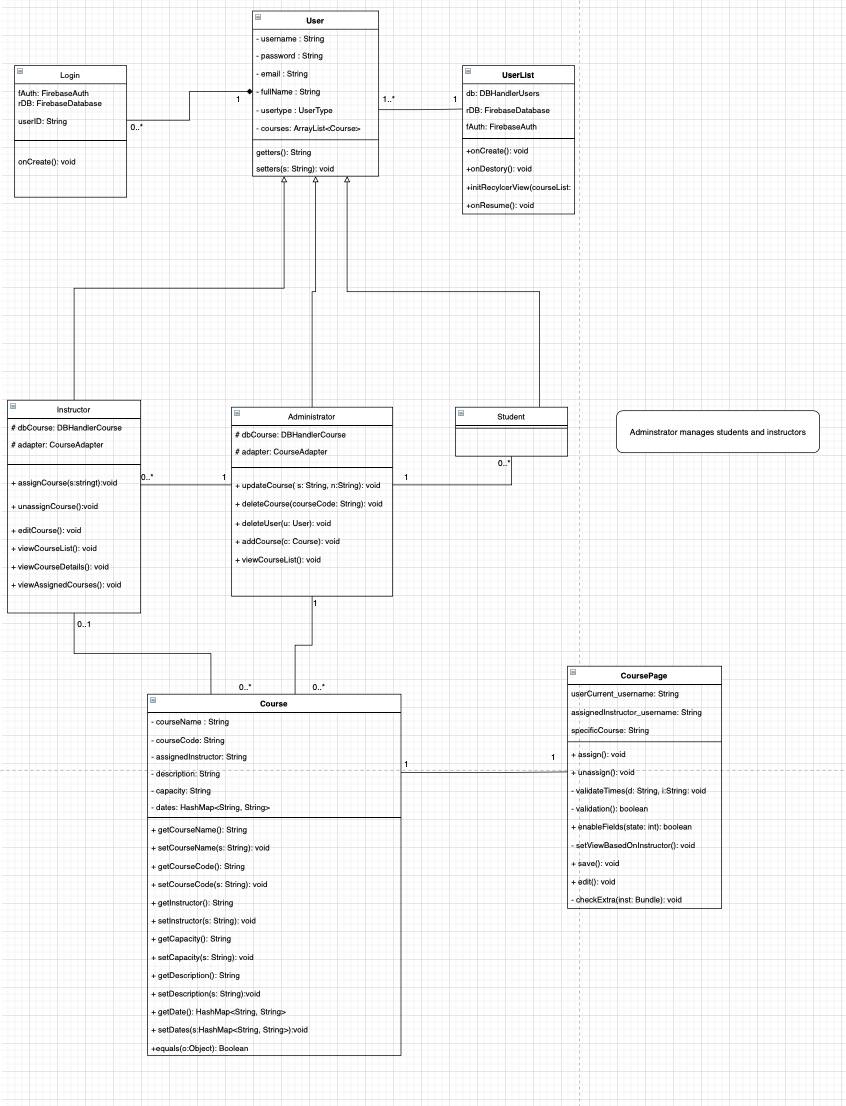 User
- username : String
- password : String
- email : String
- fullName : String
- usertype : UserType
- courses: ArrayList<Course>
getters(): String
setters(s: String): void
Login
fAuth: FirebaseAuth
rDB: FirebaseDatabase
userID: String
onCreate(): void
1
0..*
1..*
1
UserList
db: DBHandlerUsers
rDB: FirebaseDatabase
fAuth: FirebaseAuth
+onCreate(): void
+onDestory(): void
+initRecylcerView(courseList:
+onResume(): void
Instructor
# dbCourse: DBHandlerCourse
# adapter: CourseAdapter
+ assignCourse(s:stringt):void
+ unassignCourse():void
+ editCourse(): void
+ viewCourseList(): void
+ viewCourseDetails(): void
+ viewAssignedCourses(): void
0..*
1
Administrator
# dbCourse: DBHandlerCourse
# adapter: CourseAdapter
+ updateCourse( s: String, n:String): void
+ deleteCourse(courseCode: String): void
+ deleteUser(u: User): void
+ addCourse(c: Course): void
+ viewCourseList(): void
1
0..*
Student
Adminstrator manages students and instructors
0..1
1
0..*
0..*
Course
- courseName : String
- courseCode: String
- assignedInstructor: String
- description: String
- capacity: String
- dates: HashMap<String, String>
+ getCourseName(): String
+ setCourseName(s: String): void
+ getCourseCode(): String
+ setCourseCode(s: String): void
+ getInstructor(): String
+ setInstructor(s: String): void
+ getCapacity(): String
+ setCapacity(s: String): void
+ getDescription(): String
+ setDescription(s: String):void
+ getDate(): HashMap<String, String>
+ setDates(s:HashMap<String, String>):void
+equals(o:Object): Boolean
1
1
CoursePage
userCurrent_username: String
assignedInstructor_username: String
specificCourse: String
+ assign(): void
+ unassign(): void
- validateTimes(d: String, i:String: void
- validation(): boolean
+ enableFields(state: int): boolean
- setViewBasedOnInstructor(): void
+ save(): void
+ edit(): void
- checkExtra(inst: Bundle): void